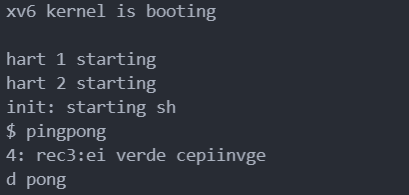 xv6 kernel is booting
hart 1 starting
hart 2 starting
init: starting sh
$ pingpong
4: rec3:ei verde cepiinvge
d pong